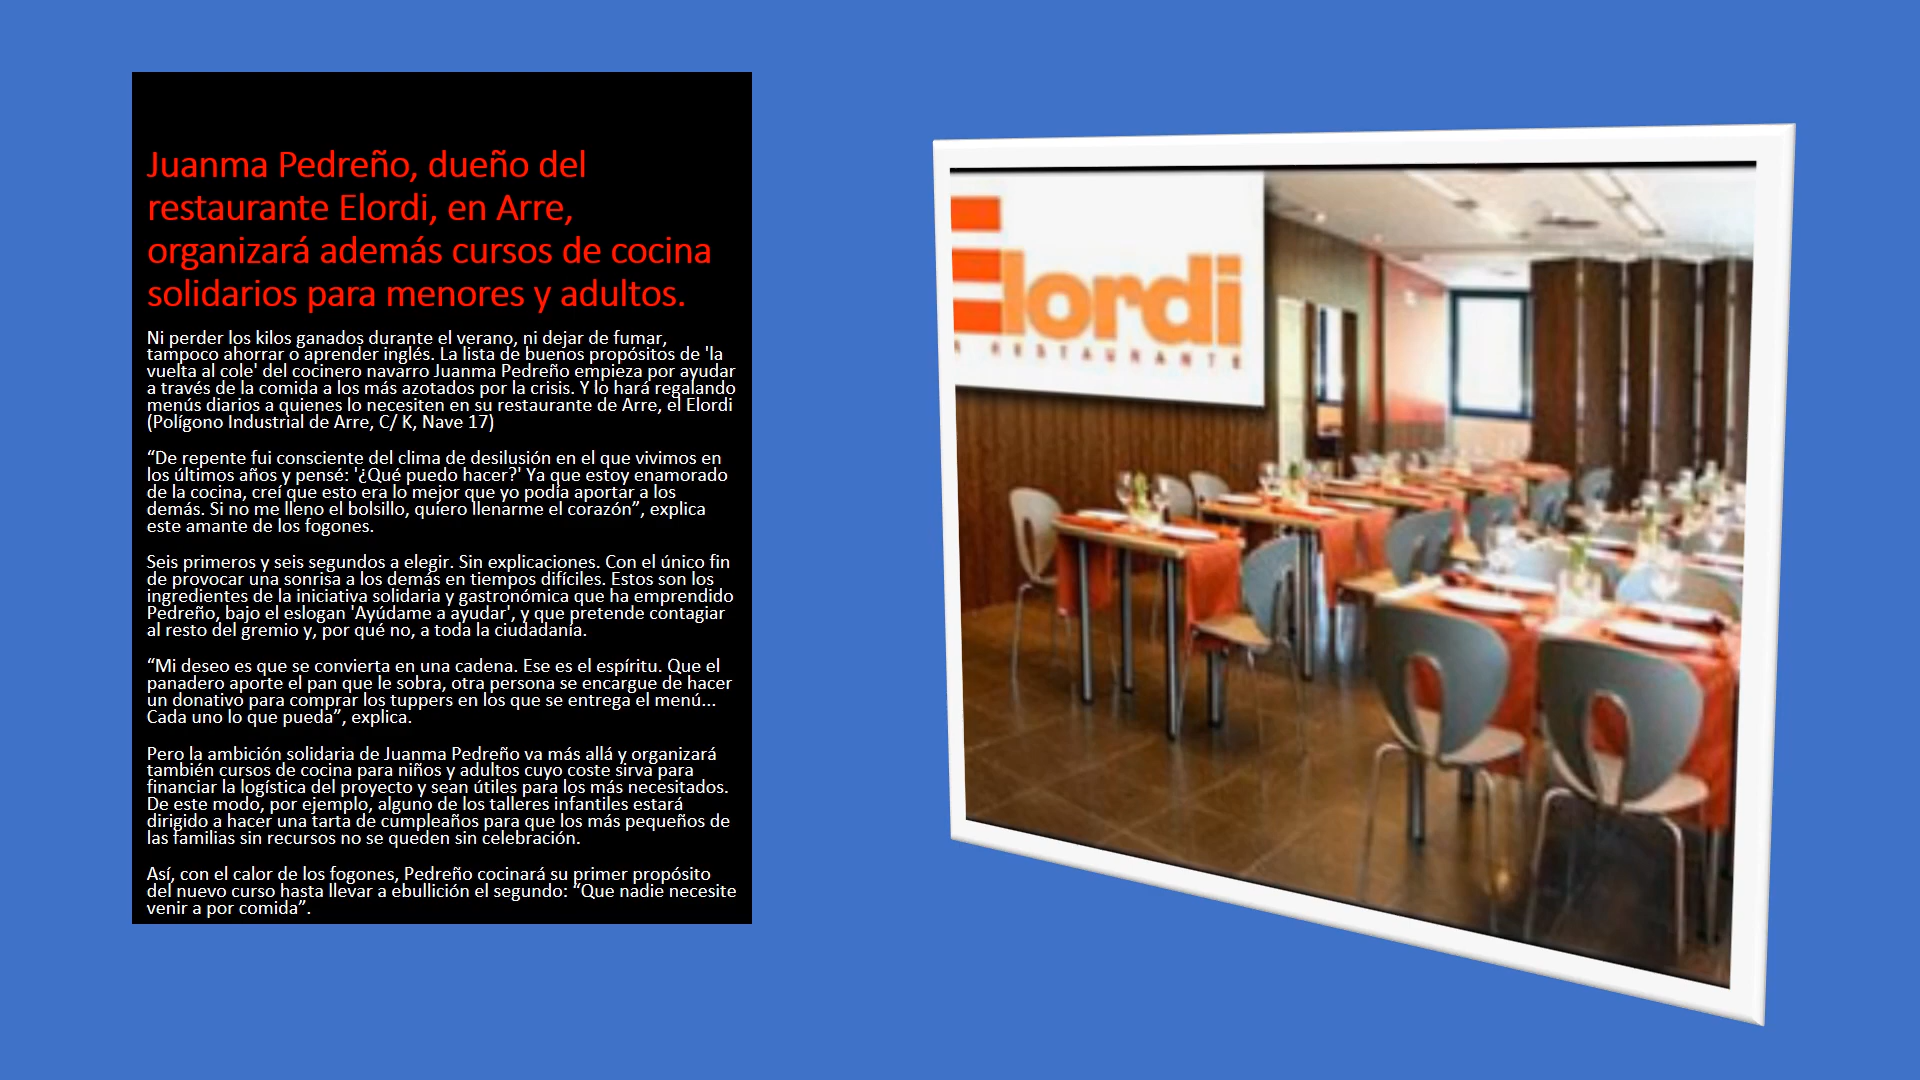 Juanma Pedreño, dueño del
restaurante Elordi, en Arre,
organizará además cursos de cocina
solidarios para menores y adultos.
Ni perder los kilos ganados durante el verano, ni dejar de fumar,
tampoco ahorrar o aprender inglés. La lista de buenos propósitos de 'la
vuelta al cole' del cocinero navarro Juanma Pedreño empieza por ayudar
a través de la comida a los más azotados por la crisis. Y lo hará regalando
menús diarios a quienes lo necesiten en su restaurante de Arre, el Elordi
(Polígono Industrial de Arre, C/ K, Nave 17)
“De repente fui consciente del clima de desilusión en el que vivimos en
los últimos años y pensé: '¿Qué puedo hacer?' Ya que estoy enamorado
de la cocina, creí que esto era lo mejor que yo podía aportar a los
demás. Si no me lleno el bolsillo, quiero llenarme el corazón”, explica
este amante de los fogones.
Seis primeros y seis segundos a elegir. Sin explicaciones. Con el único fin
de provocar una sonrisa a los demás en tiempos difíciles. Estos son los
ingredientes de la iniciativa solidaria y gastronómica que ha emprendido
Pedreño, bajo el eslogan 'Ayúdame a ayudar', y que pretende contagiar
al resto del gremio y, por qué no, a toda la ciudadanía.
“Mi deseo es que se convierta en una cadena. Ese es el espíritu. Que el
panadero aporte el pan que le sobra, otra persona se encargue de hacer
un donativo para comprar los tuppers en los que se entrega el menú...
Cada uno lo que pueda”, explica.
Pero la ambición solidaria de Juanma Pedreño va más allá y organizará
también cursos de cocina para niños y adultos cuyo coste sirva para
financiar la logística del proyecto y sean útiles para los más necesitados.
De este modo, por ejemplo, alguno de los talleres infantiles estará
dirigido a hacer una tarta de cumpleaños para que los más pequeños de
las familias sin recursos no se queden sin celebración.
Así, con el calor de los fogones, Pedreño cocinará su primer propósito
del nuevo curso hasta llevar a ebullición el segundo: “Que nadie necesite
venir a por comida”.
Elordi
RESTAURANTE